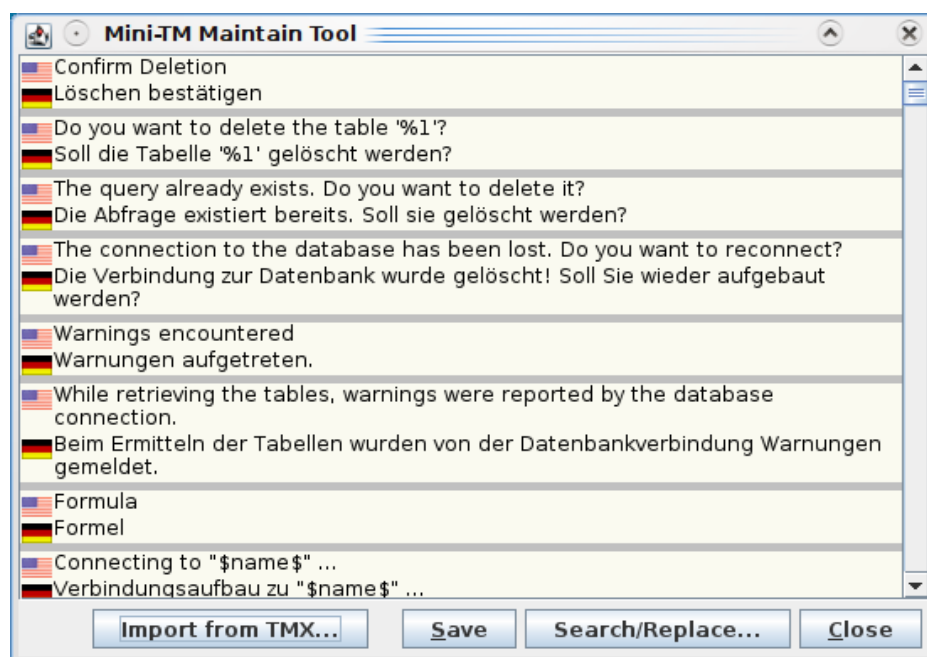 Mini-TM Maintain Tool
Confirm Deletion
Löschen bestätigen
Do you want to delete the table '%1'?
Soll die Tabelle '%1' gelöscht werden?
The query already exists. Do you want to delete it?
Die Abfrage existiert bereits. Soll sie gelöscht werden?
The connection to the database has been lost. Do you want to reconnect?
Die Verbindung zur Datenbank wurde gelöscht! Soll Sie wieder aufgebaut
werden?
Warnings encountered
Warnungen aufgetreten.
While retrieving the tables, warnings were reported by the database
connection.
Beim Ermitteln der Tabellen wurden von der Datenbankverbindung Warnungen
gemeldet.
Formula
Formel
Connecting to "$name$" ...
Verbindungsaufbau zu "$name$" ...
Import from TMX... Save Search/Replace... Close